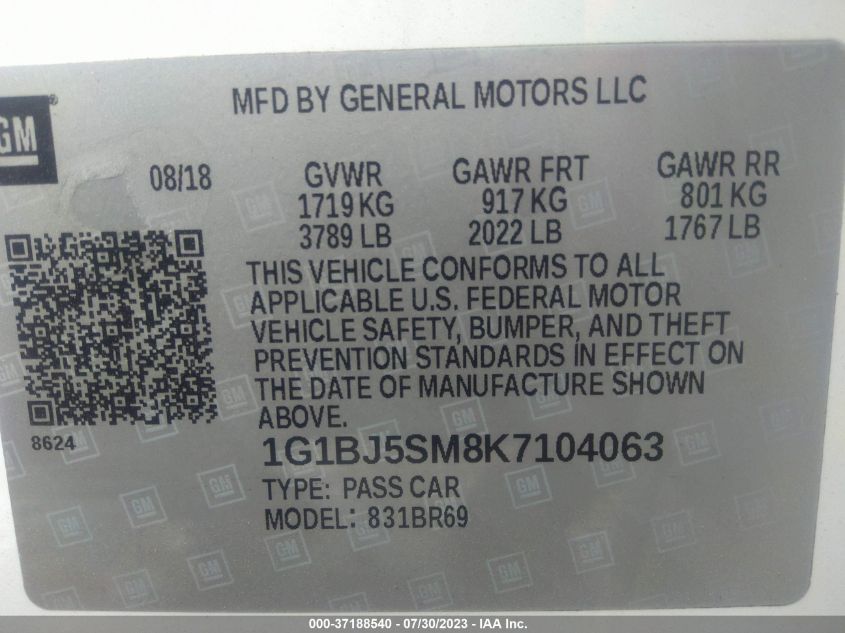 MFD BY GENERAL MOTORS LLC
GM
08/18 GVWR GAWR FRT GAWR RR
1719 KG 917 KG 801 KG
3789 LB 2022 LB 1767 LB
THIS VEHICLE CONFORMS TO ALL
APPLICABLE U.S. FEDERAL MOTOR
VEHICLE SAFETY, BUMPER, AND THEFT
PREVENTION STANDARDS IN EFFECT ON
THE DATE OF MANUFACTURE SHOWN
ABOVE.
8624
1G1BJ5SM8K7104063
TYPE: PASS CAR
MODEL: 831BR69
000-37188540 - 07/30/2023 - IAA Inc.